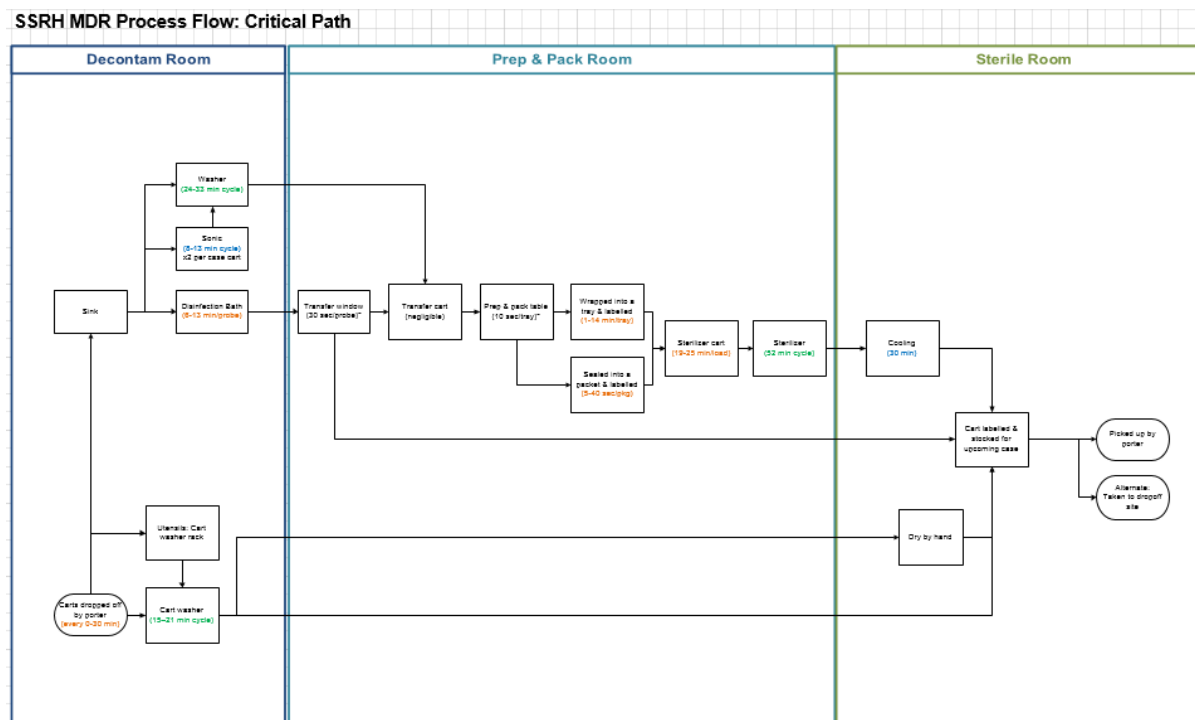 SSRH MDR Process Flow: Critical Path
Decontam Room
Prep & Pack Room
Sterile Room
Washer
(24-33 min cycle)
Sonic
(8-13 min cycle)
x2 per case cart
Sink
Disinfection Bath
(6-13 min/probe)
Transfer window
(30 sec/probe)*
Transfer cart
(negligible)
Prep & pack table
(10 sec/tray)*
Wrapped into a
tray & labelled
(1-14 min/tray)
Sealed into a
packet & labelled
(5-40 sec/pkg)
Sterilizer cart
(19-25 min/load)
Sterilizer
(52 min cycle)
Cooling
(30 min)
Cart labelled &
stocked for
upcoming case
Picked up by
porter
Alternate:
Taken to dropoff
site
Utensils: Cart
washer rack
Dry by hand
Carts dropped off
by porter
(every 0-30 min)
Cart washer
(15-21 min cycle)